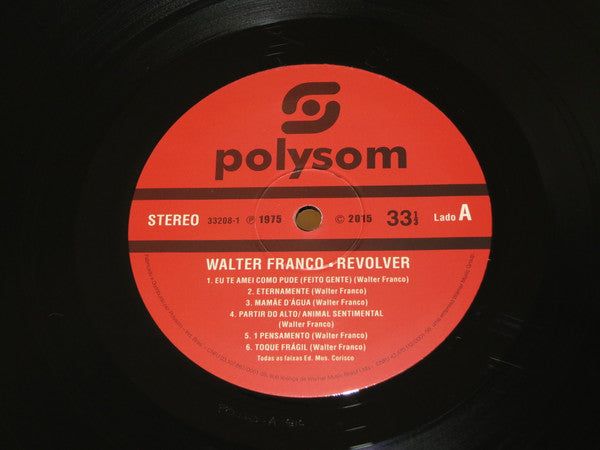 polysom
STEREO 33208-1 ℗ 1975 © 2015 33 1/3 Lado A
WALTER FRANCO • REVOLVER
1. EU TE AMEI COMO PUDE (FEITO GENTE) (Walter Franco)
2. ETERNAMENTE (Walter Franco)
3. MAMÃE D'ÁGUA (Walter Franco)
4. PARTIR DO ALTO/ ANIMAL SENTIMENTAL
(Walter Franco)
5. 1 PENSAMENTO (Walter Franco)
6. TOQUE FRÁGIL (Walter Franco)
Todas as faixas Ed. Mus. Corisco